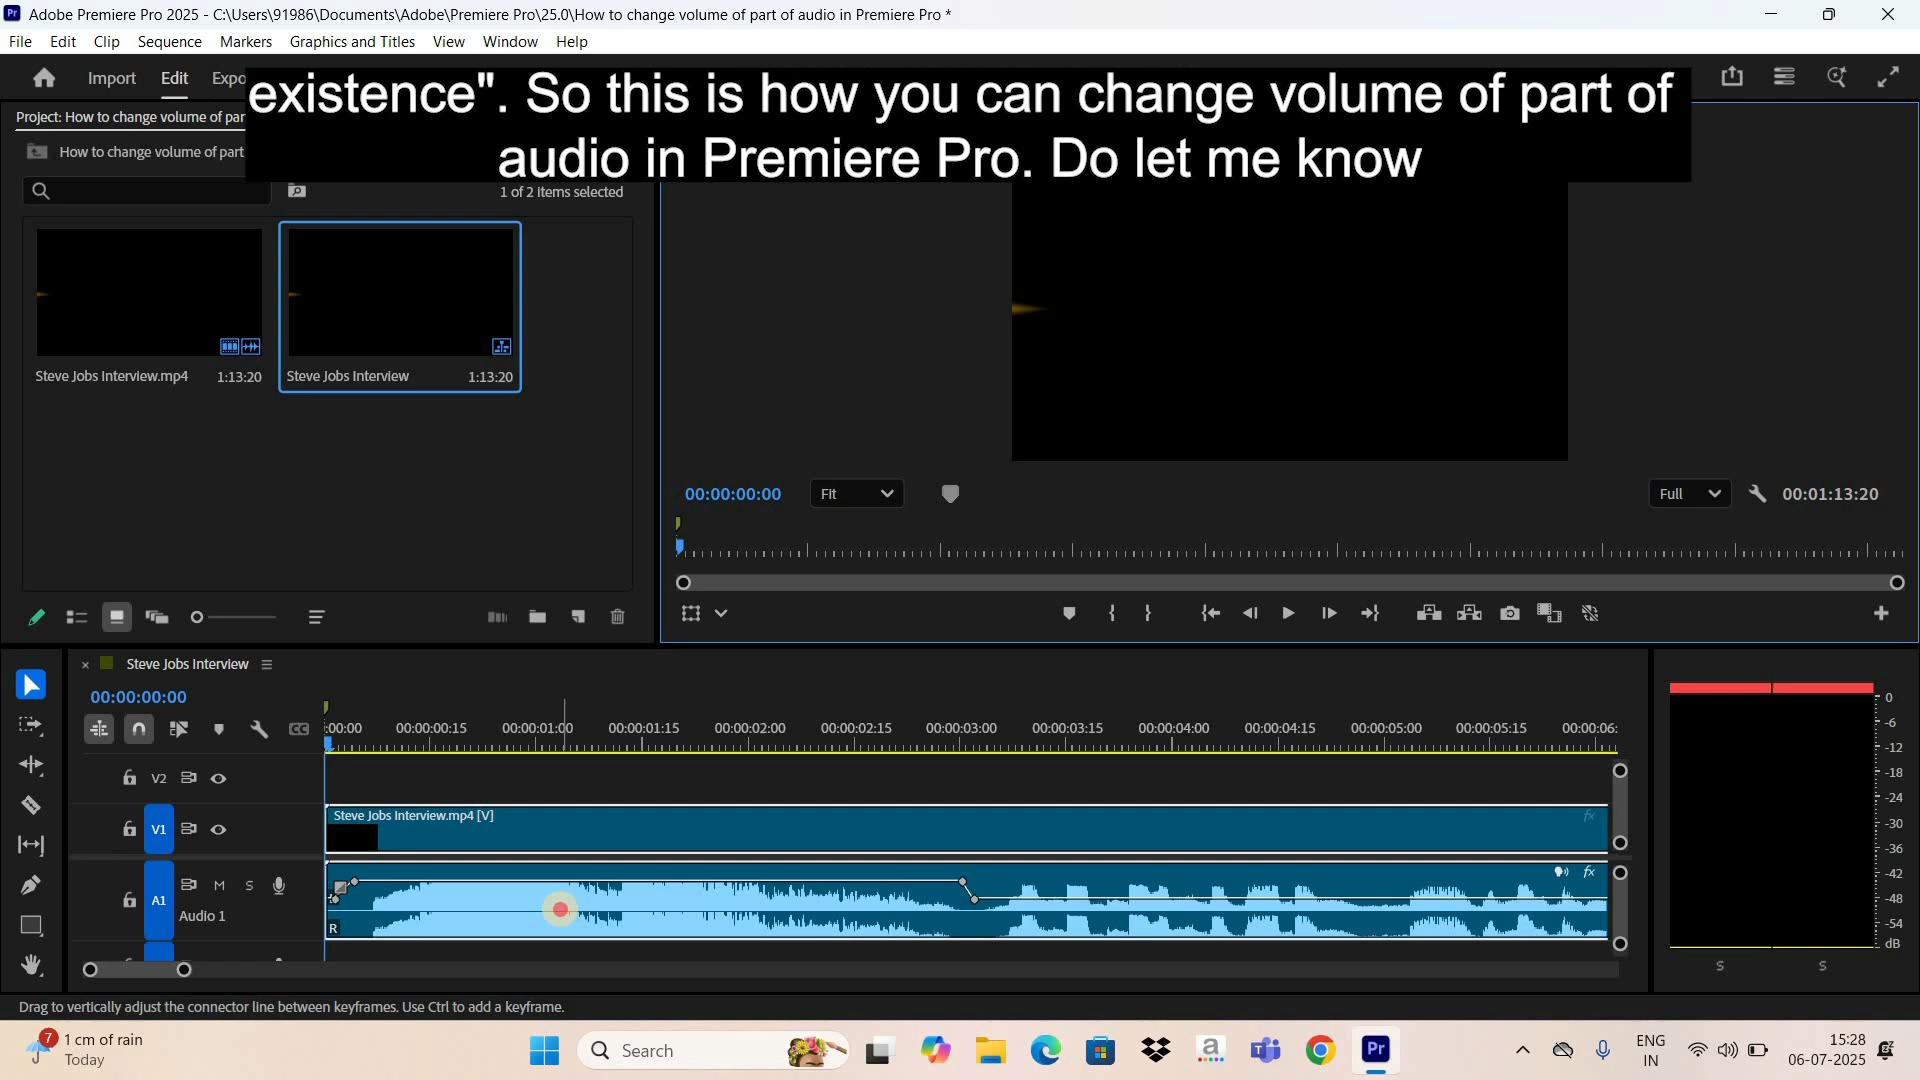 Pr Adobe Premiere Pro 2025 - C:\Users\91986\Documents\Adobe\Premiere Pro\25.0\How to change volume of part of audio in Premiere Pro *
File Edit Clip Sequence Markers Graphics and Titles View Window Help
Import Edit Expo
existence". So this is how you can change volume of part of
audio in Premiere Pro. Do let me know
Project: How to change volume of par
How to change volume of part
1 of 2 items selected
Steve Jobs Interview.mp4 1:13:20
Steve Jobs Interview 1:13:20
00:00:00:00 Fit Full 00:01:13:20
Steve Jobs Interview
00:00:00:00
:00:00 00:00:00:15 00:00:01:00 00:00:01:15 00:00:02:00 00:00:02:15 00:00:03:00 00:00:03:15 00:00:04:00 00:00:04:15 00:00:05:00 00:00:05:15 00:00:06:
CC
V2
V1
Steve Jobs Interview.mp4 [V]
fx
A1 M S
Audio 1
fx
R
0
-6
-12
-18
-24
-30
-36
-42
-48
-54
dB
S S
Drag to vertically adjust the connector line between keyframes. Use Ctrl to add a keyframe.
7
1 cm of rain
Today
Search
a
Pr
ENG
IN
15:28
06-07-2025